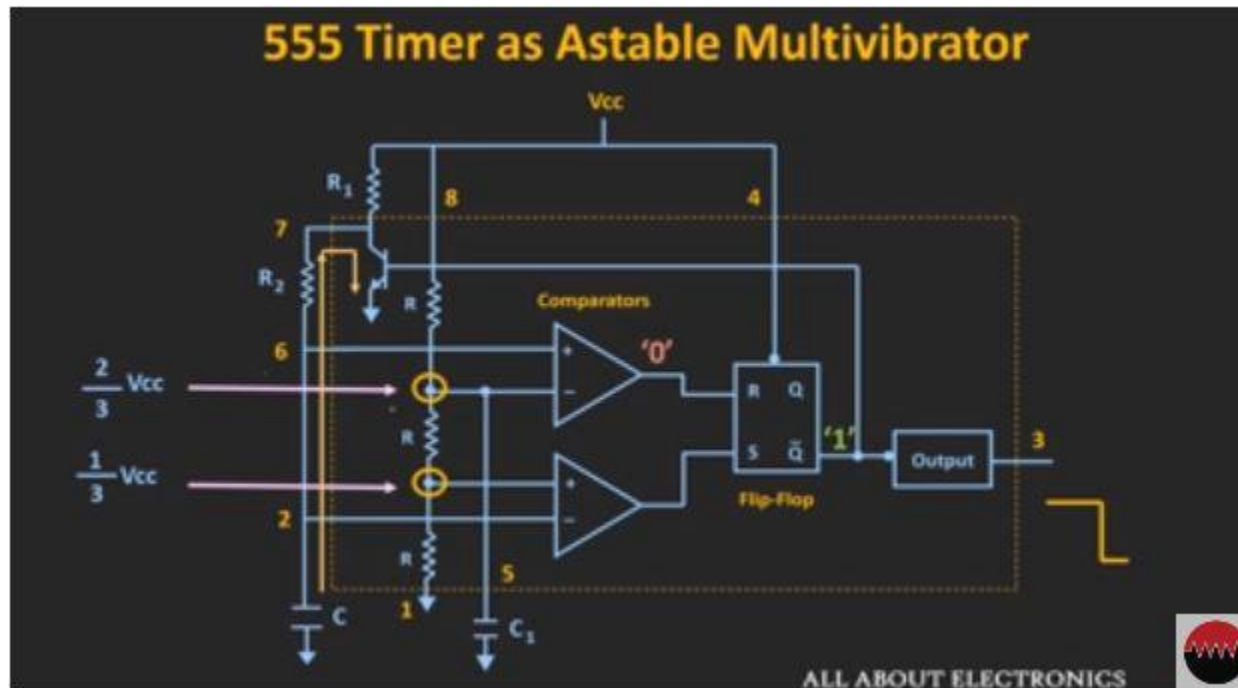 555 Timer as Astable Multivibrator
Vcc
R1
8
4
7
R2
R
Comparators
6
'0'
2/3 Vcc
R Q
R
'1'
3
S Q̅
Output
1/3 Vcc
Flip-Flop
2
R
5
1
C
C1
ALL ABOUT ELECTRONICS